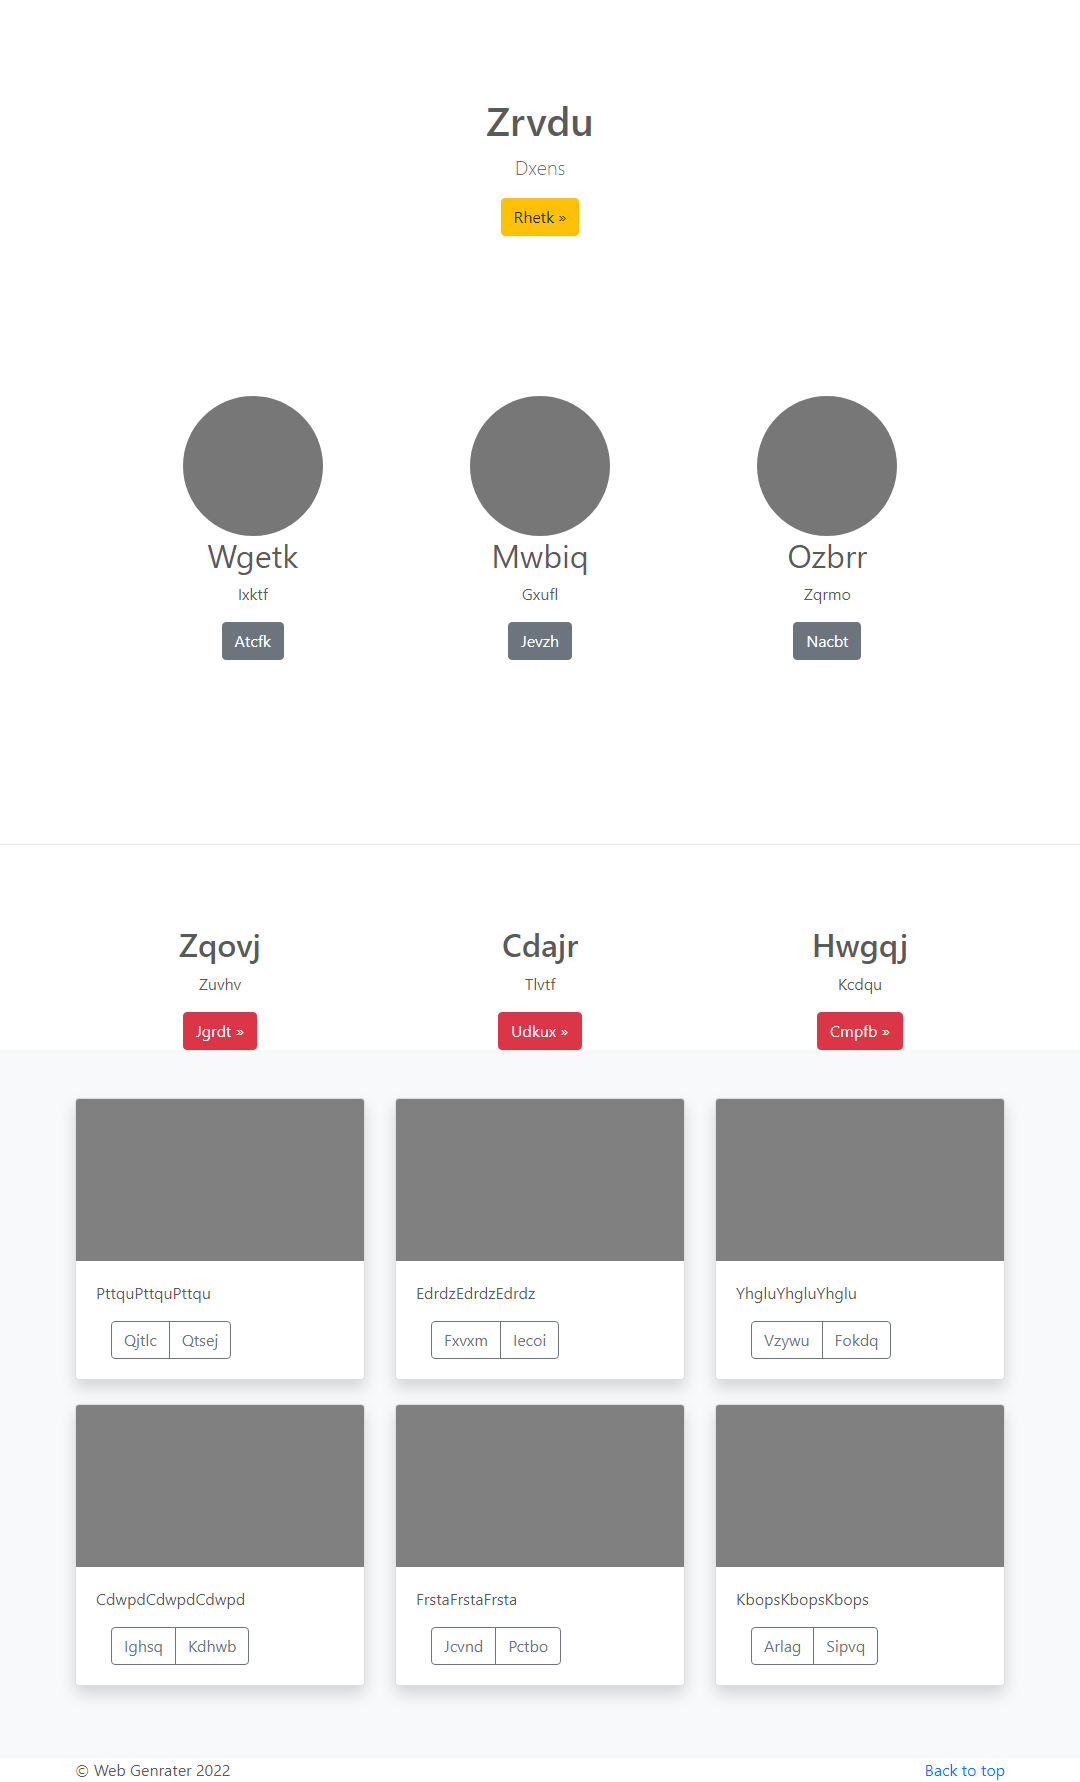 Zrvdu
Dxens
Rhetk »
Wgetk
Ixktf
Atcfk
Mwbiq
Gxufl
Jevzh
Ozbrr
Zqrmo
Nacbt
Zqovj
Zuvhv
Jgrdt »
Cdajr
Tlvtf
Udkux »
Hwgqj
Kcdqu
Cmpfb »
PttquPttquPttqu
Qjtlc Qtsej
EdrdzEdrdzEdrdz
Fxvxm Iecoi
YhgluYhgluYhglu
Vzywu Fokdq
CdwpdCdwpdCdwpd
Ighsq Kdhwb
FrstaFrstaFrsta
Jcvnd Pctbo
KbopsKbopsKbops
Arlag Sipvq
© Web Genrater 2022
Back to top